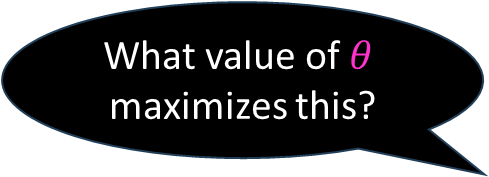 What value of θ
maximizes this?